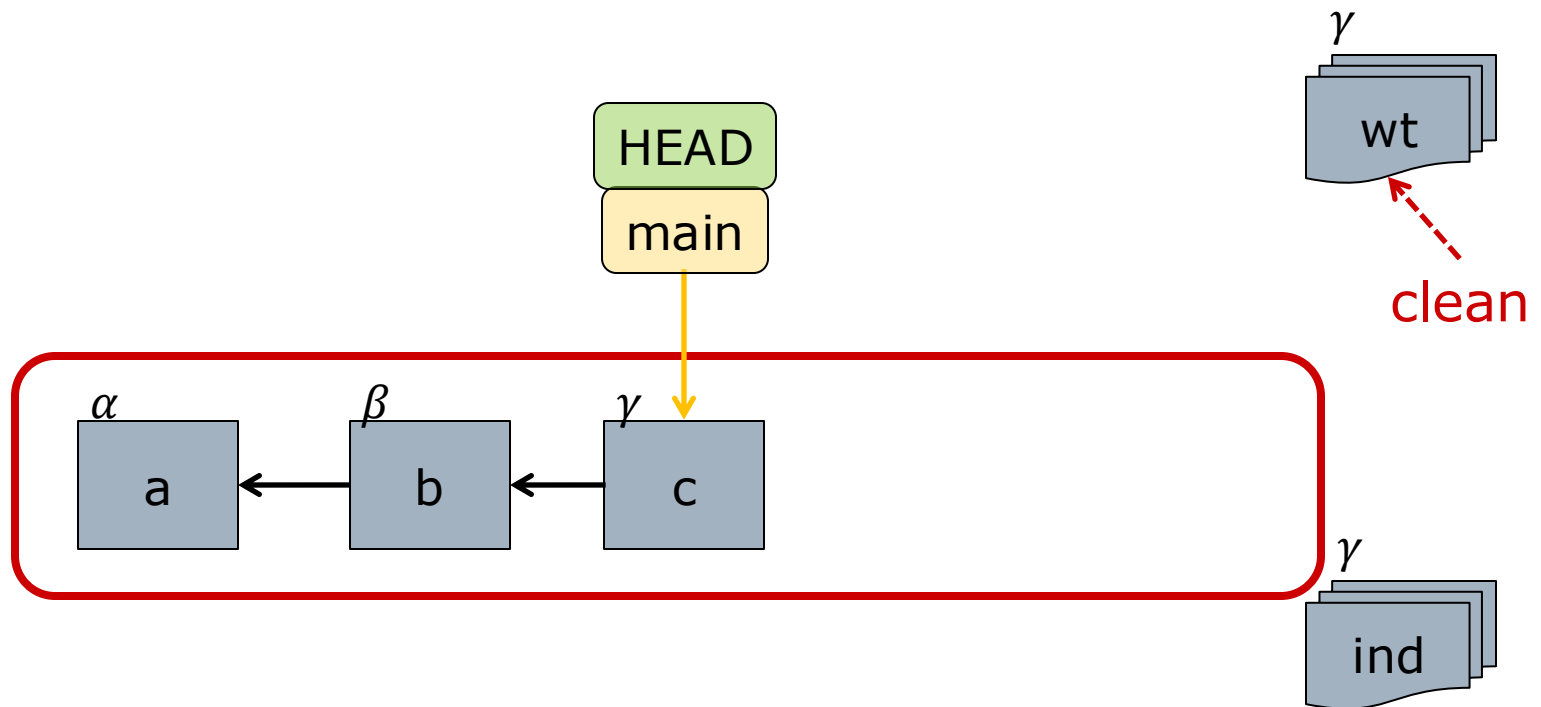 γ
wt
HEAD
main
clean
α
β
γ
a
b
c
γ
ind